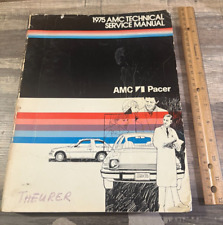 1975 AMC TECHNICAL
SERVICE MANUAL
AMC Pacer
THEURER